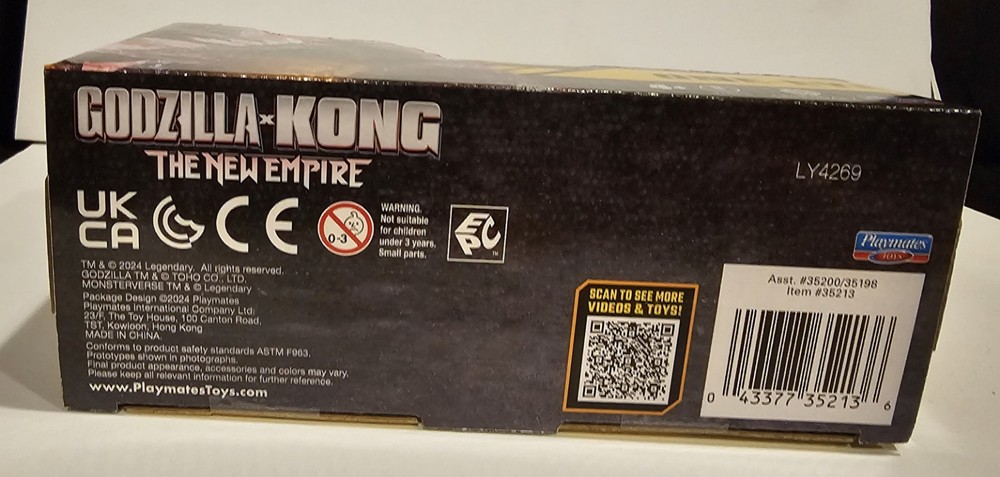 GODZILLA x KONG
THE NEW EMPIRE
LY4269
UK
CA
CE
0-3
WARNING.
Not suitable
for children
under 3 years.
Small parts.
EPC
TM
Playmates
TOYS
TM & © 2024 Legendary. All rights reserved.
GODZILLA TM & © TOHO CO., LTD.
MONSTERVERSE TM & © Legendary
Package Design ©2024 Playmates
Playmates International Company Ltd.
23/F, The Toy House, 100 Canton Road,
TST, Kowloon, Hong Kong
MADE IN CHINA.
Conforms to product safety standards ASTM F963.
Prototypes shown in photographs.
Final product appearance, accessories and colors may vary.
Please keep all relevant information for further reference.
www.PlaymatesToys.com
SCAN TO SEE MORE
VIDEOS & TOYS!
Asst. #35200/35198
Item #35213
0 43377 35213 6